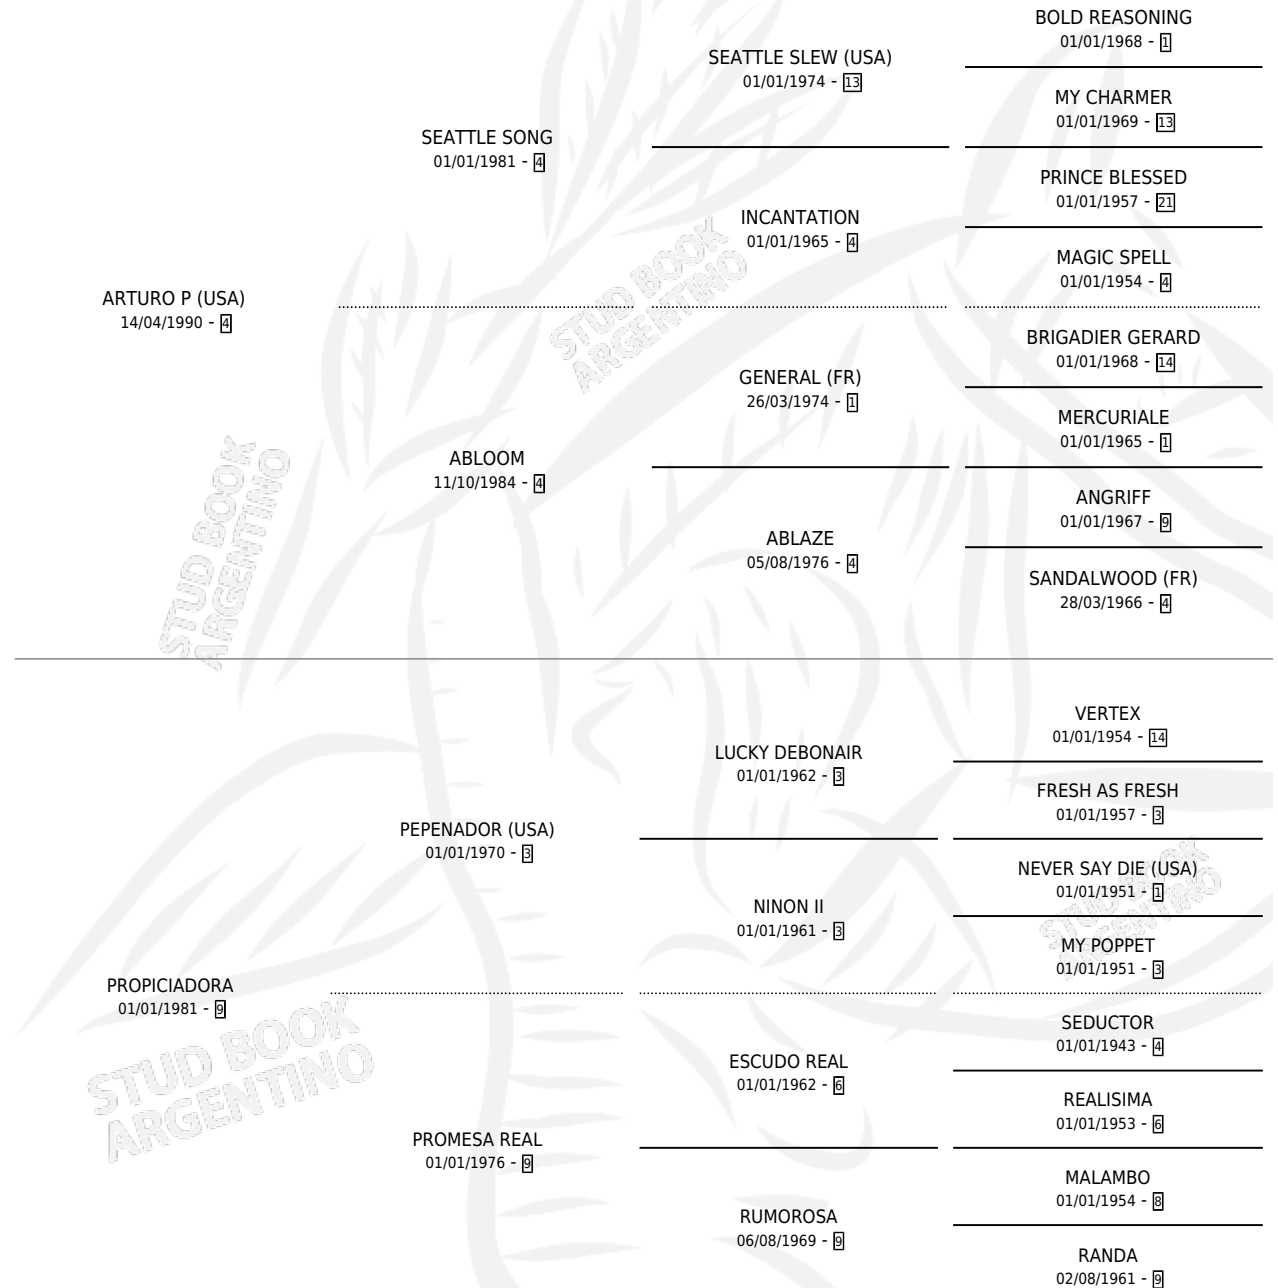 BOLD REASONING
01/01/1968 - 1
SEATTLE SLEW (USA)
01/01/1974 - 13
MY CHARMER
01/01/1969 - 13
SEATTLE SONG
01/01/1981 - 4
PRINCE BLESSED
01/01/1957 - 21
INCANTATION
01/01/1965 - 4
MAGIC SPELL
01/01/1954 - 4
ARTURO P (USA)
14/04/1990 - 4
BRIGADIER GERARD
01/01/1968 - 14
GENERAL (FR)
26/03/1974 - 1
MERCURIALE
01/01/1965 - 1
ABLOOM
11/10/1984 - 4
ANGRIFF
01/01/1967 - 9
ABLAZE
05/08/1976 - 4
SANDALWOOD (FR)
28/03/1966 - 4
STUD BOOK
ARGENTINO
STUD BOOK
ARGENTINO
VERTEX
01/01/1954 - 14
LUCKY DEBONAIR
01/01/1962 - 3
FRESH AS FRESH
01/01/1957 - 3
PEPENADOR (USA)
01/01/1970 - 3
NEVER SAY DIE (USA)
01/01/1951 - 1
NINON II
01/01/1961 - 3
MY POPPET
01/01/1951 - 3
PROPICIADORA
01/01/1981 - 9
SEDUCTOR
01/01/1943 - 4
ESCUDO REAL
01/01/1962 - 6
REALISIMA
01/01/1953 - 6
PROMESA REAL
01/01/1976 - 9
MALAMBO
01/01/1954 - 8
RUMOROSA
06/08/1969 - 9
RANDA
02/08/1961 - 9
STUD BOOK
ARGENTINO
STUD BOOK
ARGENTINO